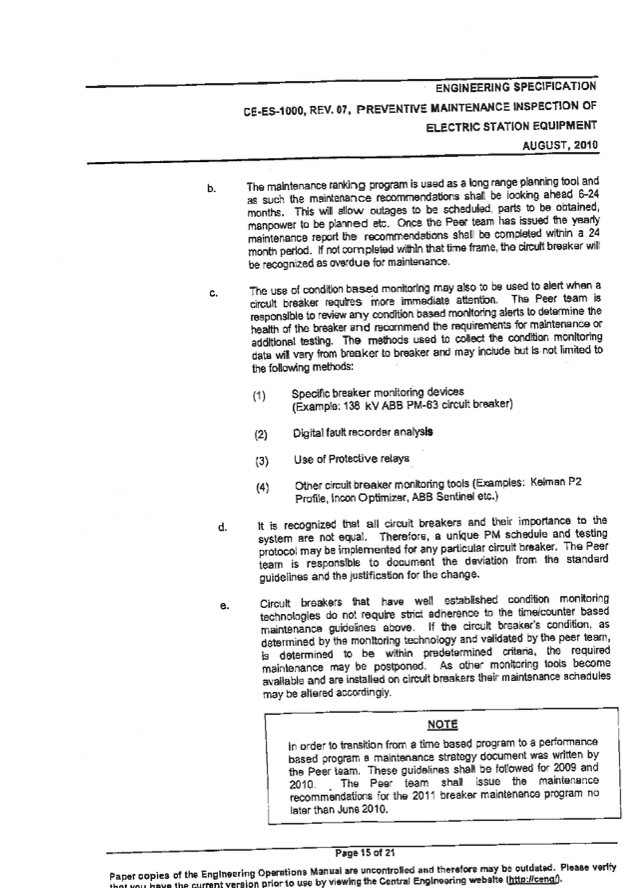 ENGINEERING SPECIFICATION
CE-ES-1000, REV. 07, PREVENTIVE MAINTENANCE INSPECTION OF
ELECTRIC STATION EQUIPMENT
AUGUST, 2010
b. The maintenance ranking program is used as a long range planning tool and
as such the maintenance recommendations shall be looking ahead 6-24
months. This will allow outages to be scheduled, parts to be obtained,
manpower to be planned etc. Once the Peer team has issued the yearly
maintenance report the recommendations shall be completed within a 24
month period. If not completed within that time frame, the circuit breaker will
be recognized as overdue for maintenance.
c. The use of condition based monitoring may also to be used to alert when a
circuit breaker requires more immediate attention. The Peer team is
responsible to review any condition based monitoring alerts to determine the
health of the breaker and recommend the requirements for maintenance or
additional testing. The methods used to collect the condition monitoring
data will vary from breaker to breaker and may include but is not limited to
the following methods:
(1) Specific breaker monitoring devices
(Example: 138 kV ABB PM-63 circuit breaker)
(2) Digital fault recorder analysis
(3) Use of Protective relays
(4) Other circuit breaker monitoring tools (Examples: Kelman P2
Profile, Incon Optimizer, ABB Sentinel etc.)
d. It is recognized that all circuit breakers and their importance to the
system are not equal. Therefore, a unique PM schedule and testing
protocol may be implemented for any particular circuit breaker. The Peer
team is responsible to document the deviation from the standard
guidelines and the justification for the change.
e. Circuit breakers that have well established condition monitoring
technologies do not require strict adherence to the time/counter based
maintenance guidelines above. If the circuit breaker's condition, as
determined by the monitoring technology and validated by the peer team,
is determined to be within predetermined criteria, the required
maintenance may be postponed. As other monitoring tools become
available and are installed on circuit breakers their maintenance schedules
may be altered accordingly.
NOTE
In order to transition from a time based program to a performance
based program a maintenance strategy document was written by
the Peer team. These guidelines shall be followed for 2009 and
2010. The Peer team shall issue the maintenance
recommendations for the 2011 breaker maintenance program no
later than June 2010.
Page 15 of 21
Paper copies of the Engineering Operations Manual are uncontrolled and therefore may be outdated. Please verify
that you have the current version prior to use by viewing the Central Engineering website (http://ceng/).